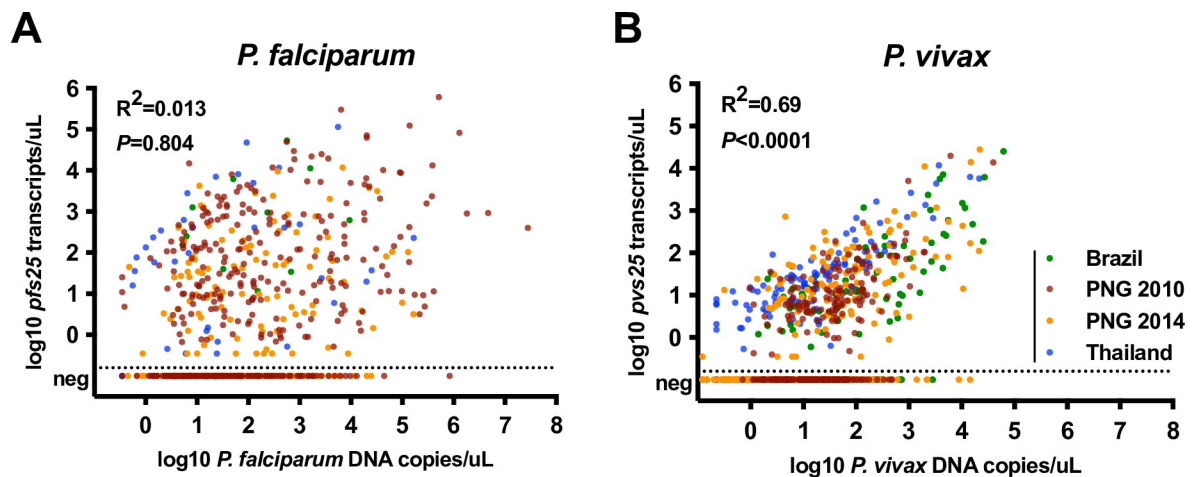 A
P. falciparum
R2=0.013
P=0.804
log10 pfs25 transcripts/uL
6
5
4
3
2
1
0
neg
0 1 2 3 4 5 6 7 8
log10 P. falciparum DNA copies/uL
B
P. vivax
R2=0.69
P<0.0001
log10 pvs25 transcripts/uL
6
5
4
3
2
1
0
neg
Brazil
PNG 2010
PNG 2014
Thailand
0 1 2 3 4 5 6 7 8
log10 P. vivax DNA copies/uL